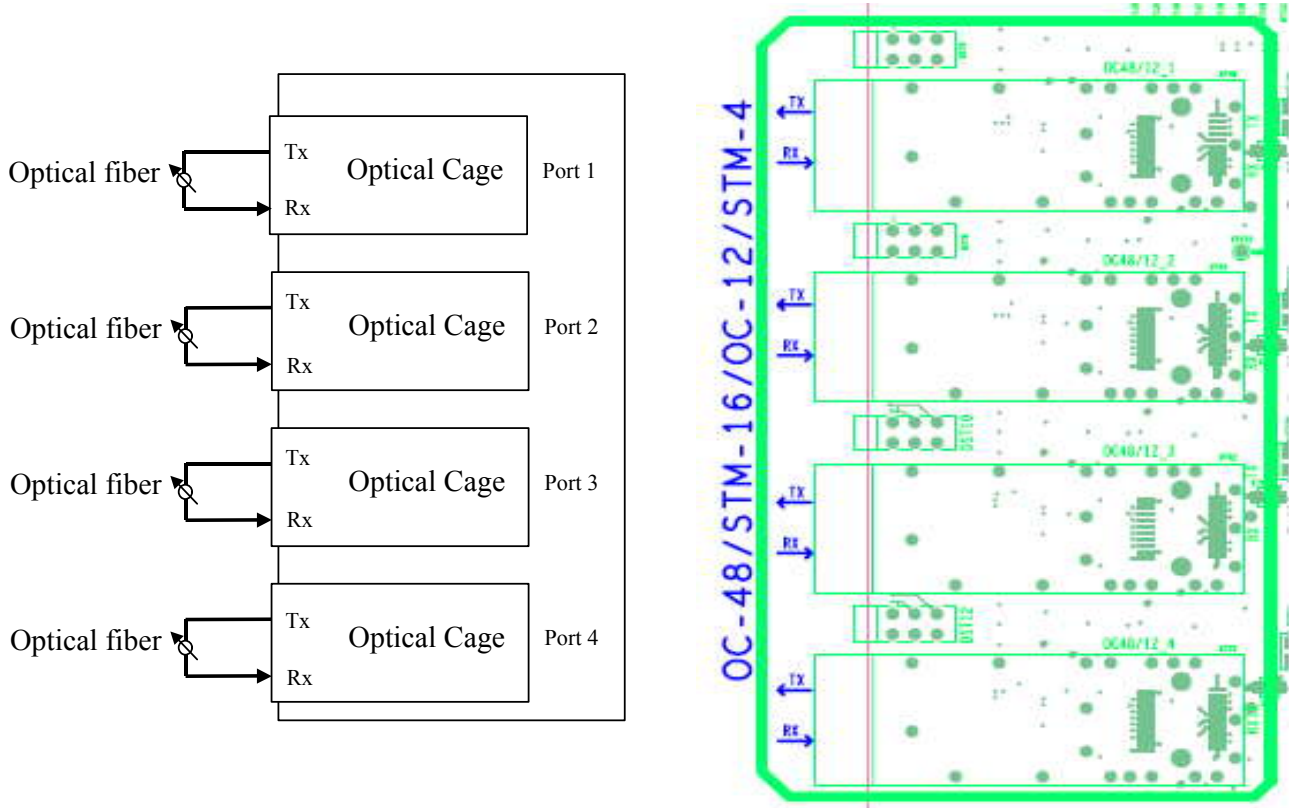 Tx
Optical fiber
Optical Cage
Port 1
Rx
Tx
Optical fiber
Optical Cage
Port 2
Rx
Tx
Optical fiber
Optical Cage
Port 3
Rx
Tx
Optical fiber
Optical Cage
Port 4
Rx
OC-48/STM-16/OC-12/STM-4
OC48/12_1
TX
RX
OC48/12_2
TX
RX
OC48/12_3
TX
RX
OC48/12_4
TX
RX